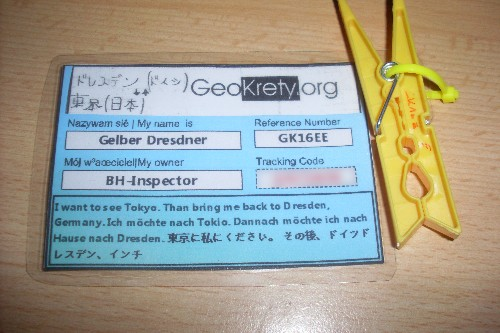 ドレスデン (ドイツ)
東京(日本)
GeoKrety.org
Nazywam się | My name is
Reference Number
Gelber Dresdner
GK16EE
Mój właściciel|My owner
Tracking Code
BH-Inspector
I want to see Tokyo. Than bring me back to Dresden,
Germany. Ich möchte nach Tokio. Dannach möchte ich nach
Hause nach Dresden. 東京に私にください。 その後、ドイツド
レスデン、インチ